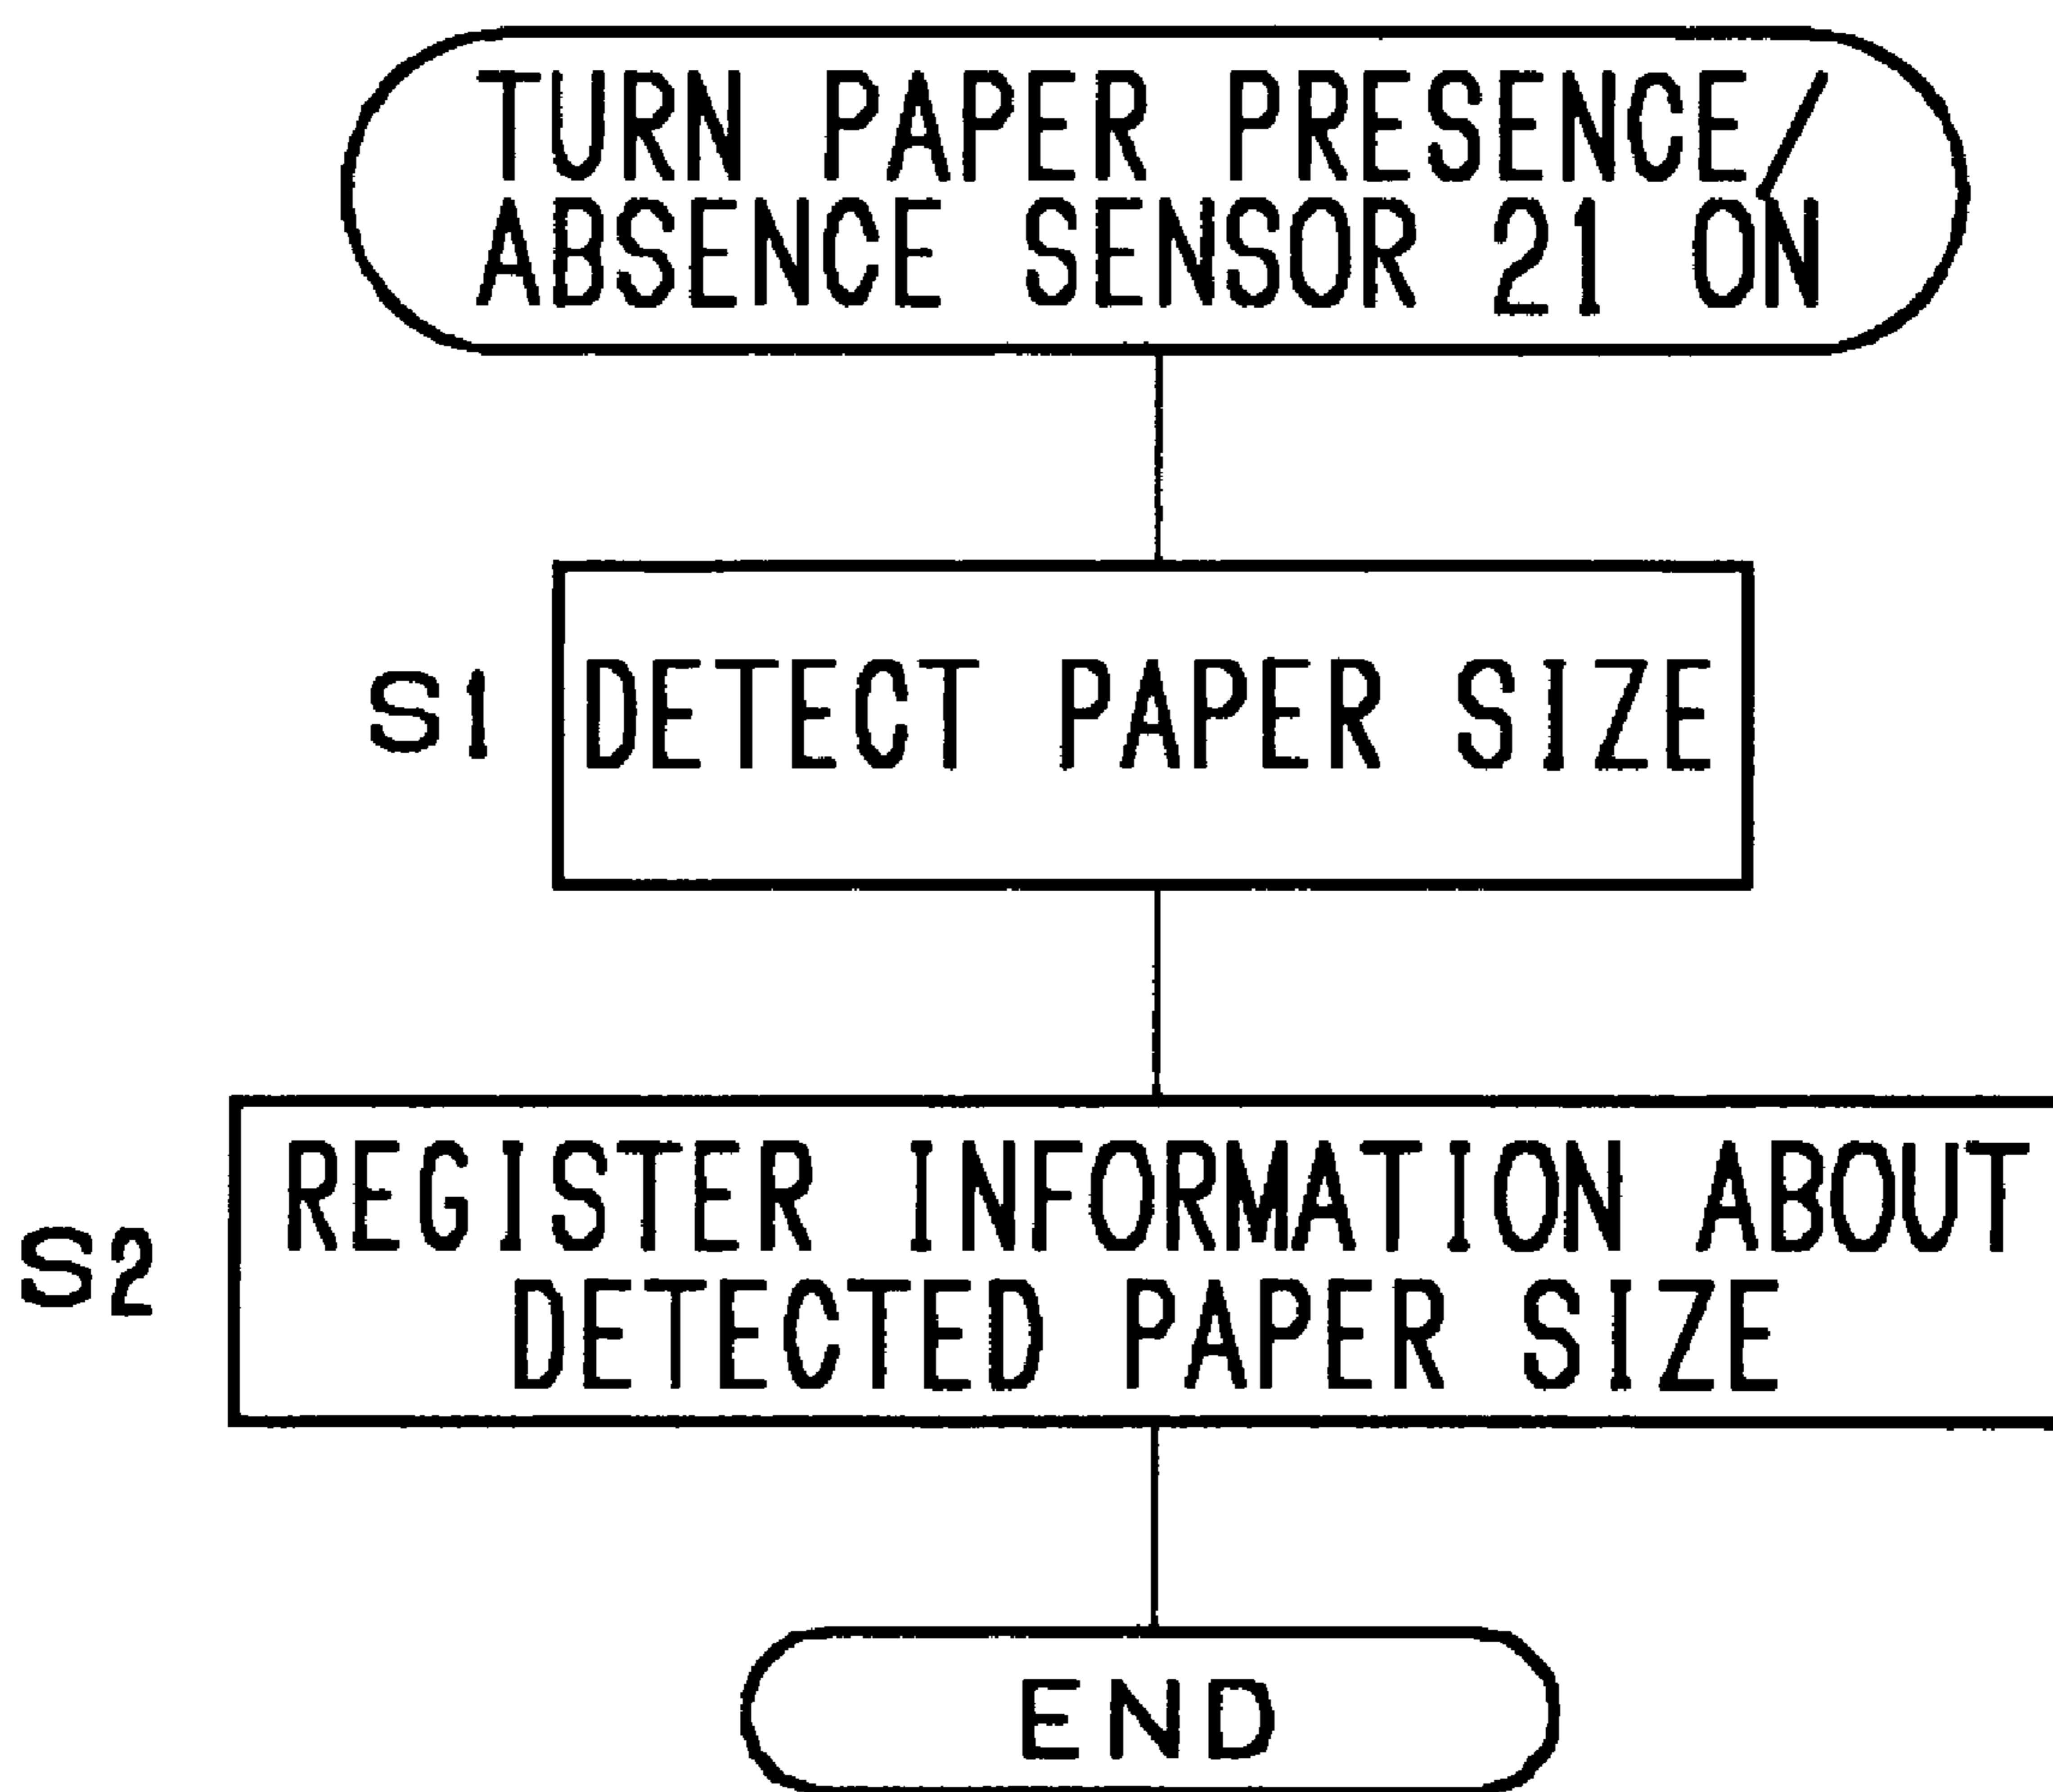 TURN PAPER PRESENCE/
ABSENCE SENSOR 21 ON
S1
DETECT PAPER SIZE
S2
REGISTER INFORMATION ABOUT
DETECTED PAPER SIZE
END